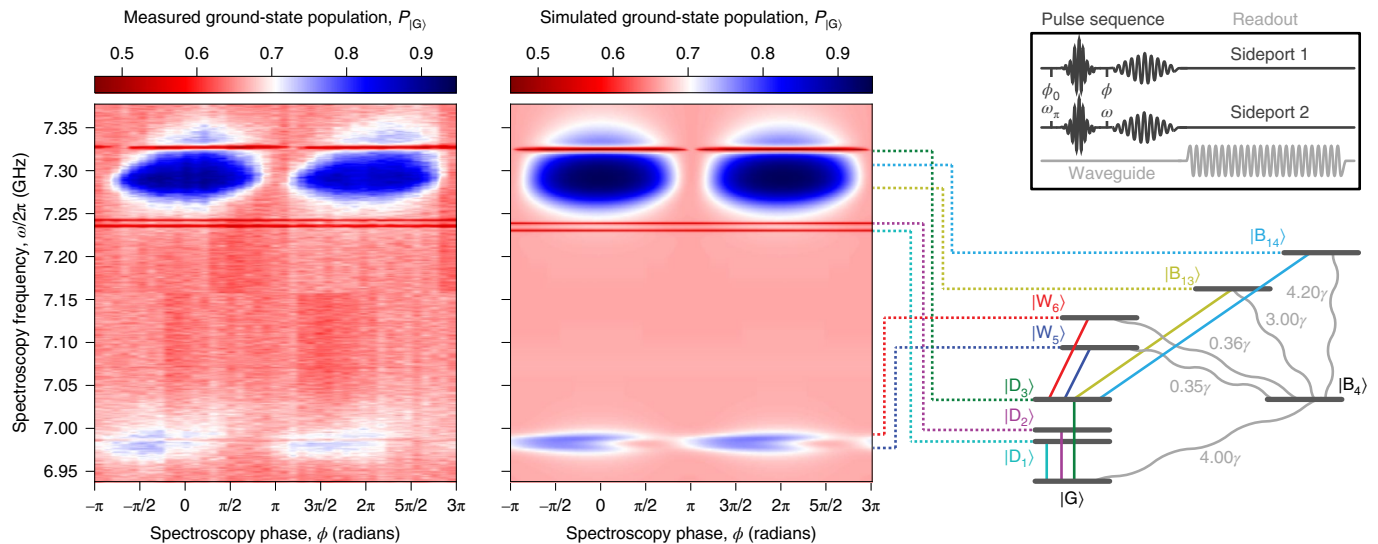 Measured ground-state population, P|G⟩
0.5 0.6 0.7 0.8 0.9
Spectroscopy frequency, ω/2π (GHz)
7.35
7.30
7.25
7.20
7.15
7.10
7.05
7.00
6.95
−π −π/2 0 π/2 π 3π/2 2π 5π/2 3π
Spectroscopy phase, ϕ (radians)
Simulated ground-state population, P|G⟩
0.5 0.6 0.7 0.8 0.9
−π −π/2 0 π/2 π 3π/2 2π 5π/2 3π
Spectroscopy phase, ϕ (radians)
Pulse sequence Readout
Sideport 1
ϕ0 ϕ
ωπ ω
Sideport 2
Waveguide
|B14⟩
|B13⟩
4.20γ
|W6⟩
3.00γ
|W5⟩
0.36γ
0.35γ
|D3⟩
|B4⟩
|D2⟩
|D1⟩
4.00γ
|G⟩